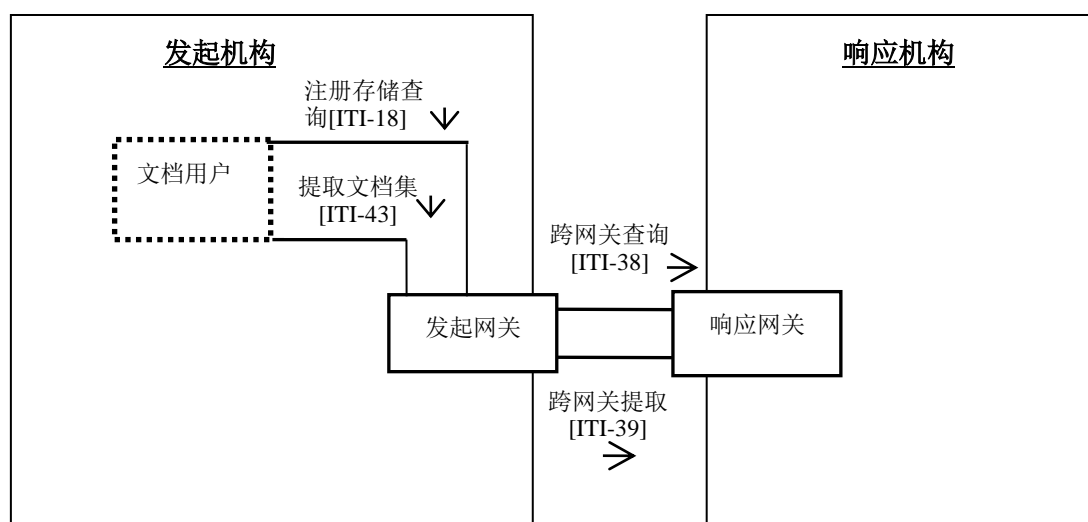 发起机构
响应机构
注册存储查
询[ITI-18]
文档用户
提取文档集
[ITI-43]
跨网关查询
[ITI-38]
发起网关
响应网关
跨网关提取
[ITI-39]